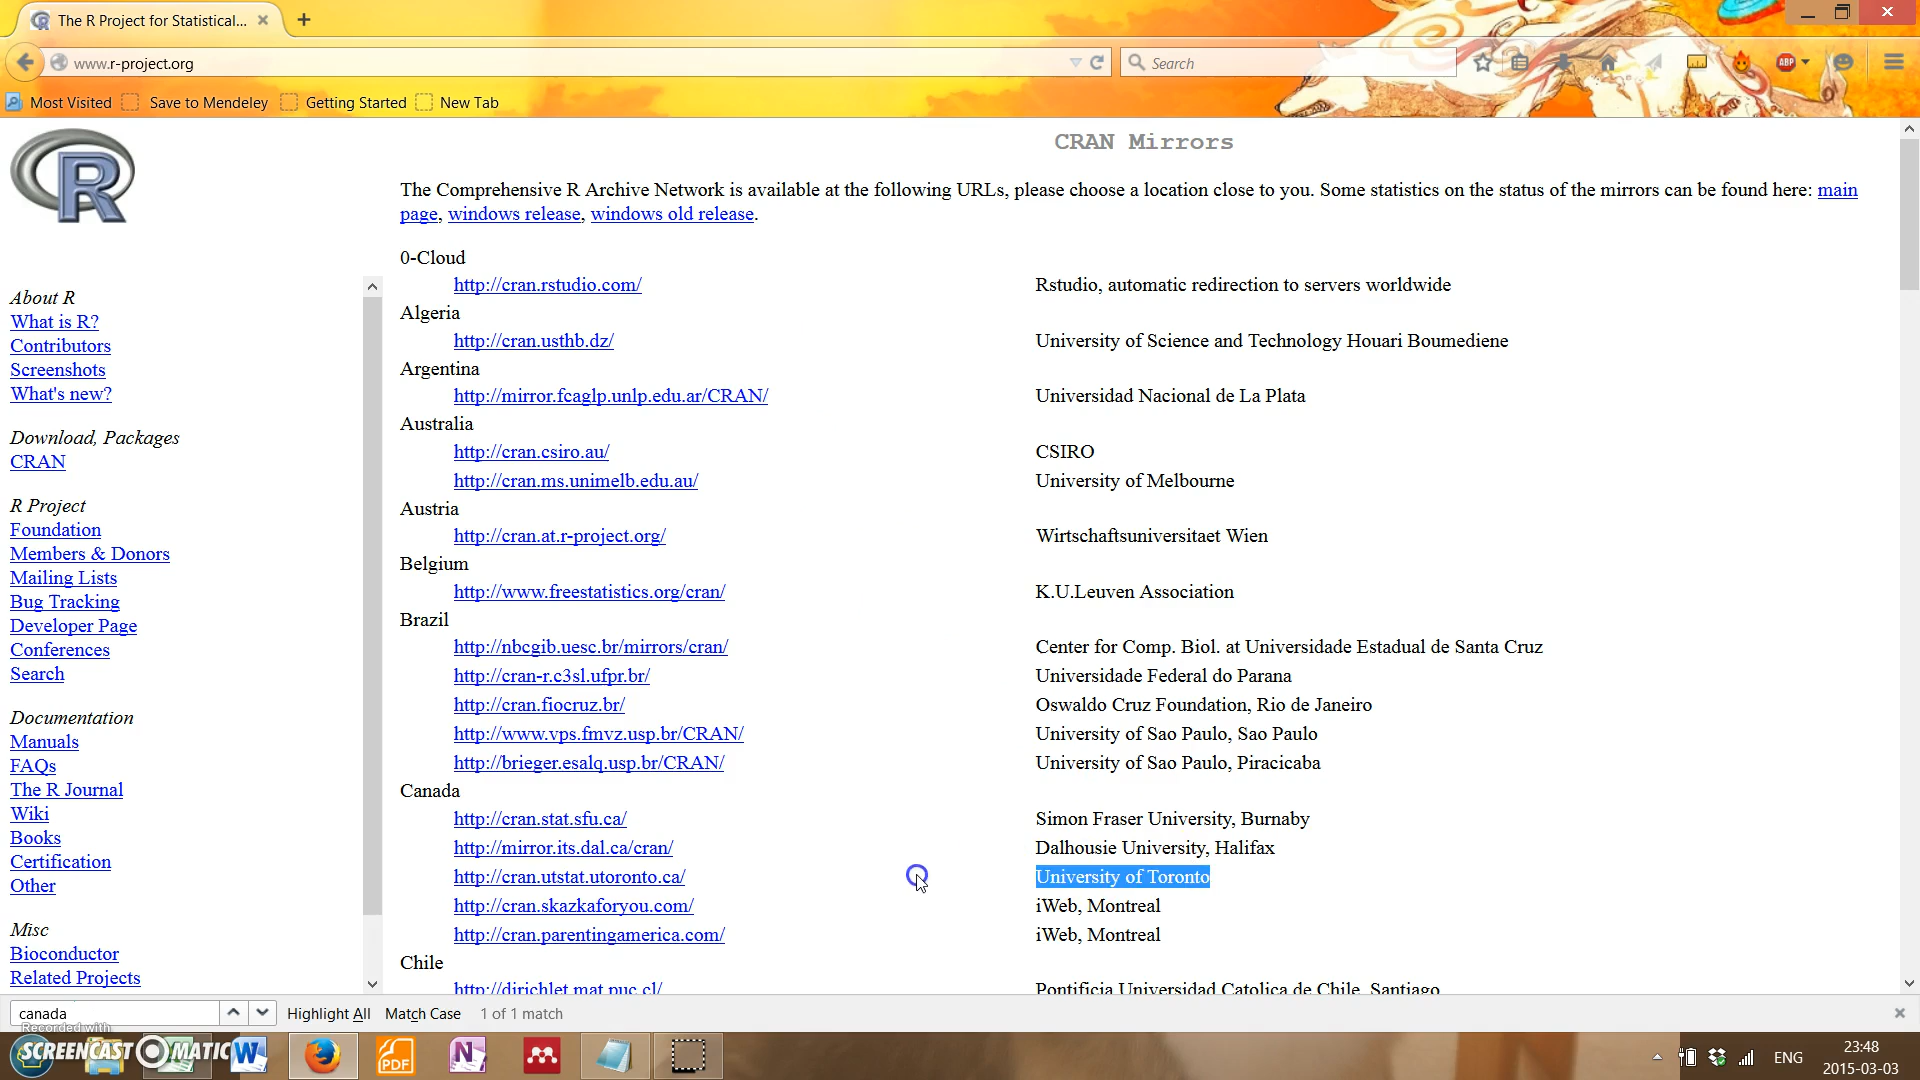 The R Project for Statistical...
www.r-project.org
Search
ABP
Most Visited
Save to Mendeley
Getting Started
New Tab
R
CRAN Mirrors
The Comprehensive R Archive Network is available at the following URLs, please choose a location close to you. Some statistics on the status of the mirrors can be found here: main
page, windows release, windows old release.
0-Cloud
http://cran.rstudio.com/ Rstudio, automatic redirection to servers worldwide
Algeria
http://cran.usthb.dz/ University of Science and Technology Houari Boumediene
Argentina
http://mirror.fcaglp.unlp.edu.ar/CRAN/ Universidad Nacional de La Plata
Australia
http://cran.csiro.au/ CSIRO
http://cran.ms.unimelb.edu.au/ University of Melbourne
Austria
http://cran.at.r-project.org/ Wirtschaftsuniversitaet Wien
Belgium
http://www.freestatistics.org/cran/ K.U.Leuven Association
Brazil
http://nbcgib.uesc.br/mirrors/cran/ Center for Comp. Biol. at Universidade Estadual de Santa Cruz
http://cran-r.c3sl.ufpr.br/ Universidade Federal do Parana
http://cran.fiocruz.br/ Oswaldo Cruz Foundation, Rio de Janeiro
http://www.vps.fmvz.usp.br/CRAN/ University of Sao Paulo, Sao Paulo
http://brieger.esalq.usp.br/CRAN/ University of Sao Paulo, Piracicaba
Canada
http://cran.stat.sfu.ca/ Simon Fraser University, Burnaby
http://mirror.its.dal.ca/cran/ Dalhousie University, Halifax
http://cran.utstat.utoronto.ca/ University of Toronto
http://cran.skazkaforyou.com/ iWeb, Montreal
http://cran.parentingamerica.com/ iWeb, Montreal
Chile
http://dirichlet.mat.puc.cl/ Pontificia Universidad Catolica de Chile, Santiago
About R
What is R?
Contributors
Screenshots
What's new?
Download, Packages
CRAN
R Project
Foundation
Members & Donors
Mailing Lists
Bug Tracking
Developer Page
Conferences
Search
Documentation
Manuals
FAQs
The R Journal
Wiki
Books
Certification
Other
Misc
Bioconductor
Related Projects
canada
Highlight All
Match Case
1 of 1 match
Recorded with
SCREENCAST MATIC
W
PDF
N
ENG
23:48
2015-03-03